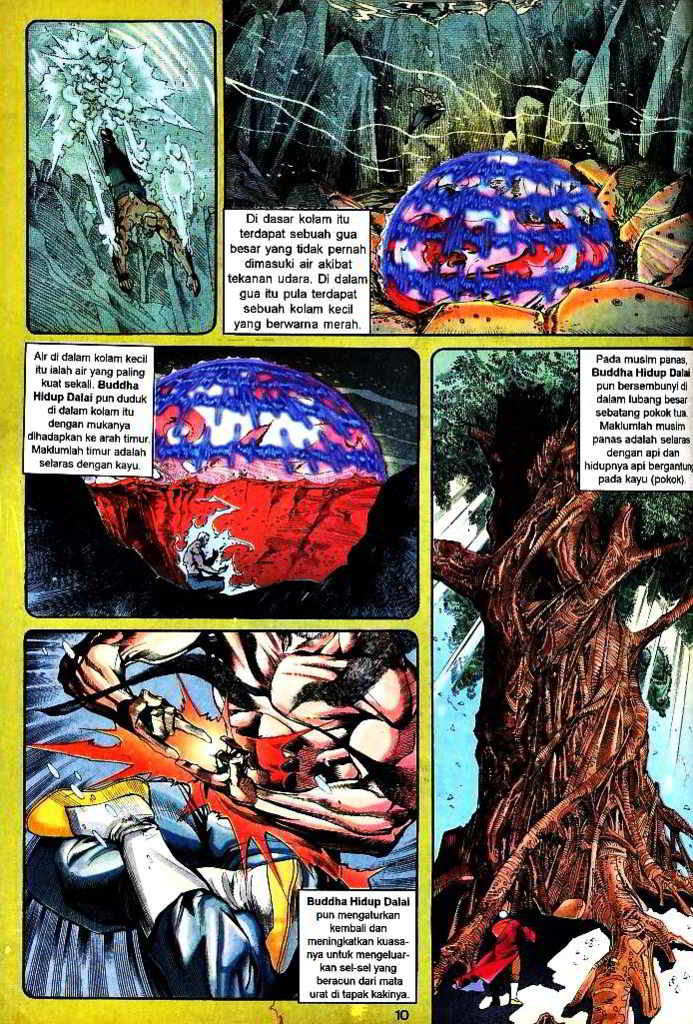 Di dasar kolam itu
terdapat sebuah gua
besar yang tidak pernah
dimasuki air akibat
tekanan udara. Di dalam
gua itu pula terdapat
sebuah kolam kecil
yang berwarna merah.
Air di dalam kolam kecil
itu ialah air yang paling
kuat sekali. Buddha
Hidup Dalai pun duduk
di dalam kolam itu
dengan mukanya
dihadapkan ke arah timur.
Maklumlah timur adalah
selaras dengan kayu.
Pada musim panas,
Buddha Hidup Dalai
pun bersembunyi di
dalam lubang besar
sebatang pokok tua.
Maklumlah musim
panas adalah selaras
dengan api dan
hidupnya api bergantung
pada kayu (pokok).
Buddha Hidup Dalai
pun mengaturkan
kembali dan
meningkatkan kuasa-
nya untuk mengeluar-
kan sel-sel yang
beracun dari mata
urat di tapak kakinya.
10